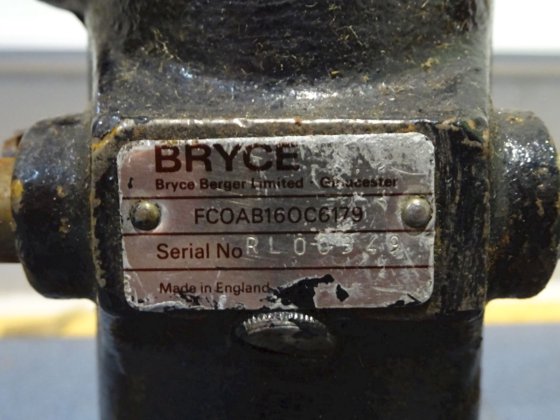 BRYCE
Bryce Berger Limited · Gloucester
FCOAB160C6179
Serial No
Made in England